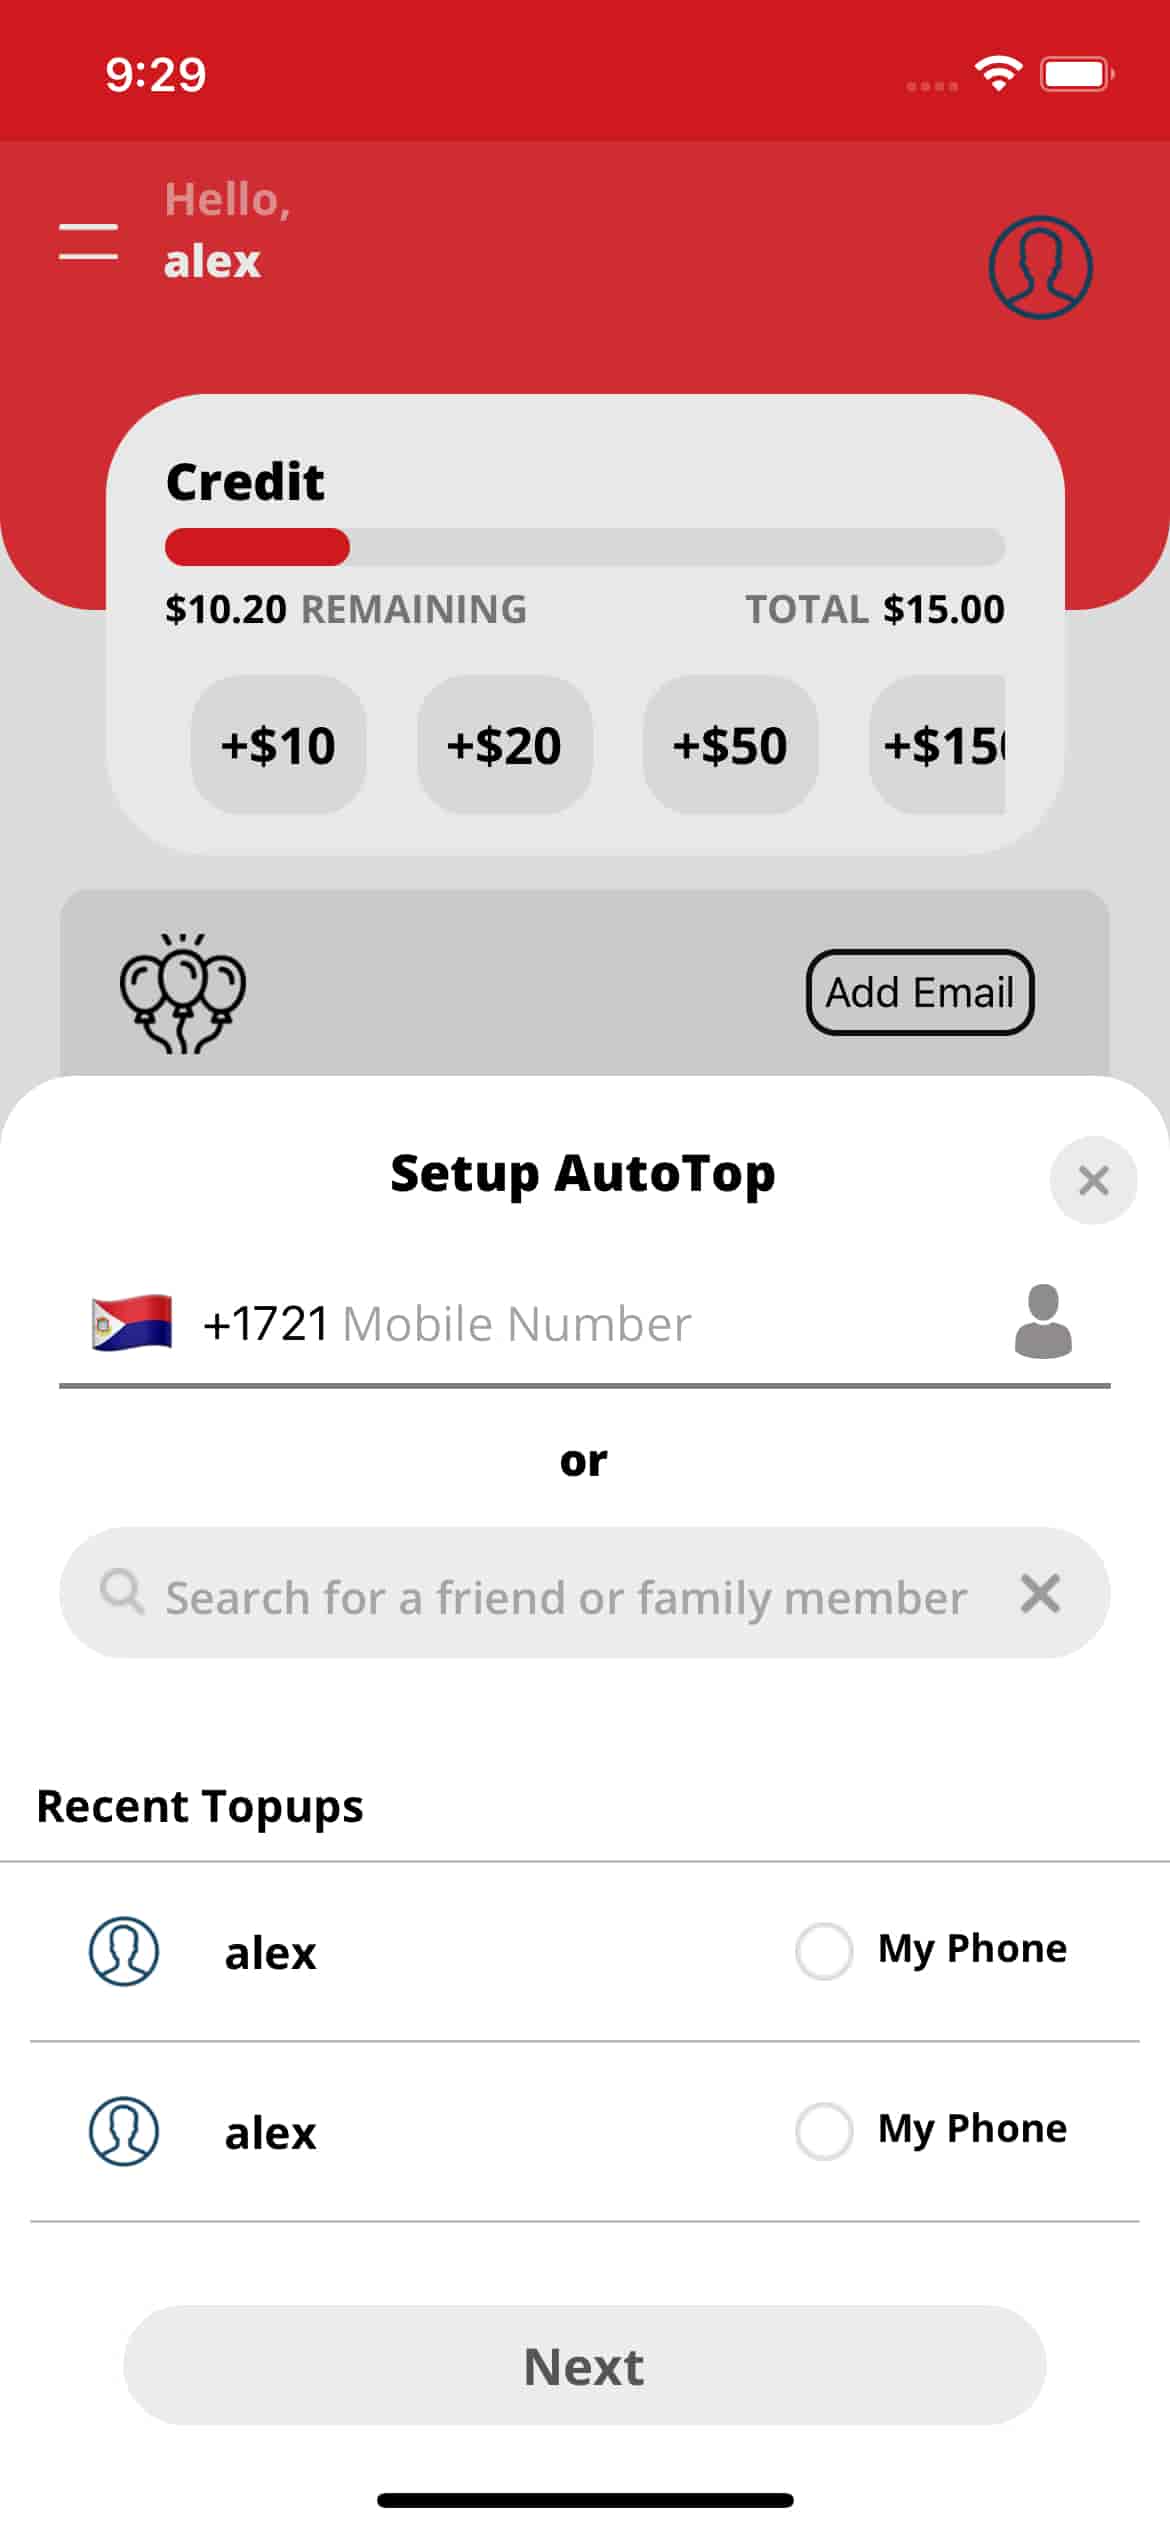 9:29
Hello,
alex
Credit
$10.20 REMAINING TOTAL $15.00
+$10 +$20 +$50 +$15
Add Email
Setup AutoTop
+1721 Mobile Number
or
Search for a friend or family member
Recent Topups
alex My Phone
alex My Phone
Next